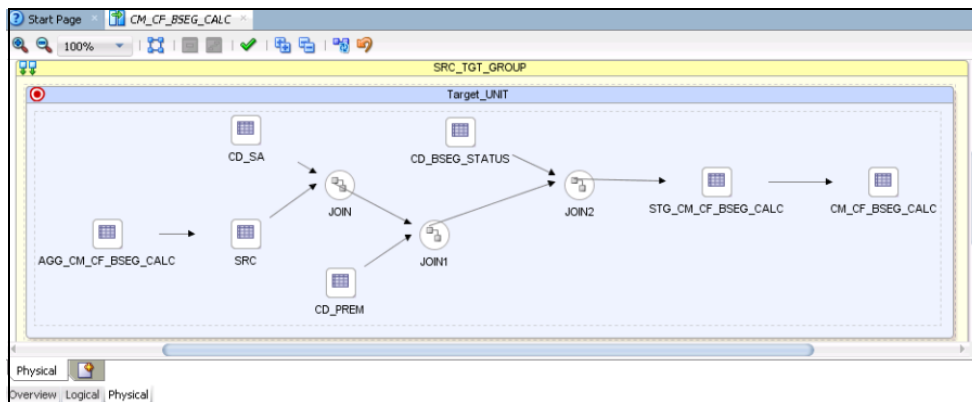 Start Page CM_CF_BSEG_CALC
100%
SRC_TGT_GROUP
Target_UNIT
CD_SA
CD_BSEG_STATUS
JOIN
JOIN2
STG_CM_CF_BSEG_CALC
CM_CF_BSEG_CALC
AGG_CM_CF_BSEG_CALC
SRC
JOIN1
CD_PREM
Physical
Overview Logical Physical